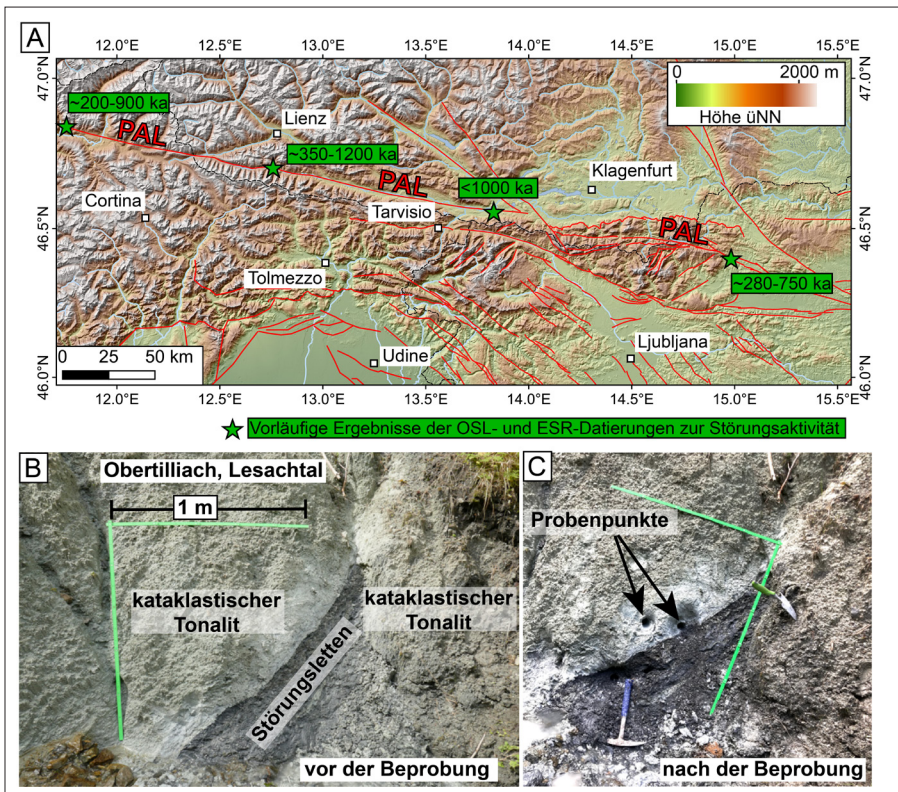 A
12.0°E 12.5°E 13.0°E 13.5°E 14.0°E 14.5°E 15.0°E 15.5°E
47.0°N
46.5°N
46.0°N
0 2000 m
Höhe üNN
~200-900 ka
PAL
Lienz
~350-1200 ka
PAL
<1000 ka
Klagenfurt
Cortina
Tarvisio
PAL
Tolmezzo
~280-750 ka
Ljubljana
Udine
0 25 50 km
47.0°N
46.5°N
46.0°N
12.0°E 12.5°E 13.0°E 13.5°E 14.0°E 14.5°E 15.0°E 15.5°E
Vorläufige Ergebnisse der OSL- und ESR-Datierungen zur Störungsaktivität
B
Obertilliach, Lesachtal
1 m
kataklastischer
Tonalit
kataklastischer
Tonalit
Störungsletten
vor der Beprobung
C
Probenpunkte
nach der Beprobung